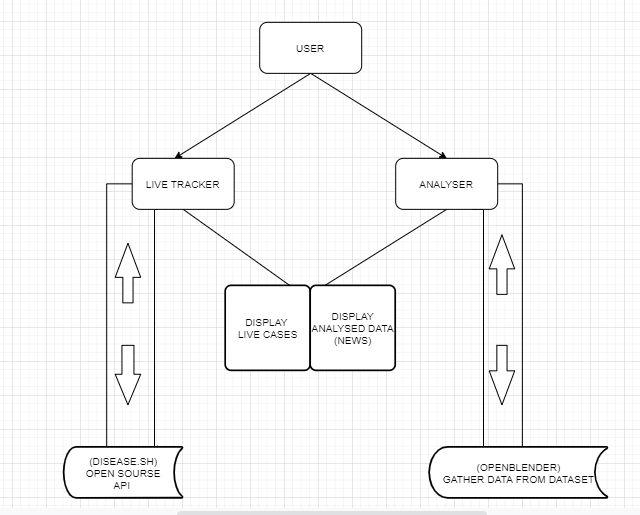 USER
LIVE TRACKER
ANALYSER
DISPLAY
LIVE CASES
DISPLAY
ANALYSED DATA
(NEWS)
(DISEASE.SH)
OPEN SOURSE
API
(OPENBLENDER)
GATHER DATA FROM DATASET